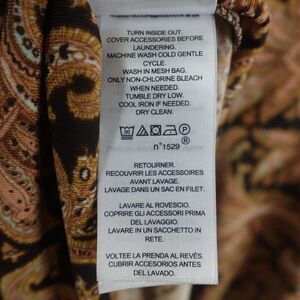 TURN INSIDE OUT.
COVER ACCESSORIES BEFORE
LAUNDERING.
MACHINE WASH COLD GENTLE
CYCLE.
WASH IN MESH BAG.
ONLY NON-CHLORINE BLEACH
WHEN NEEDED.
TUMBLE DRY LOW.
COOL IRON IF NEEDED.
DRY CLEAN.
n°1529
RETOURNER.
RECOUVRIR LES ACCESSOIRES
AVANT LAVAGE.
LAVAGE DANS UN SAC EN FILET.
LAVARE AL ROVESCIO.
COPRIRE GLI ACCESSORI PRIMA
DEL LAVAGGIO.
LAVARE IN UN SACCHETTO IN
RETE.
VOLTEE LA PRENDA AL REVÉS.
CUBRE ACCESORIOS ANTES
DEL LAVADO.